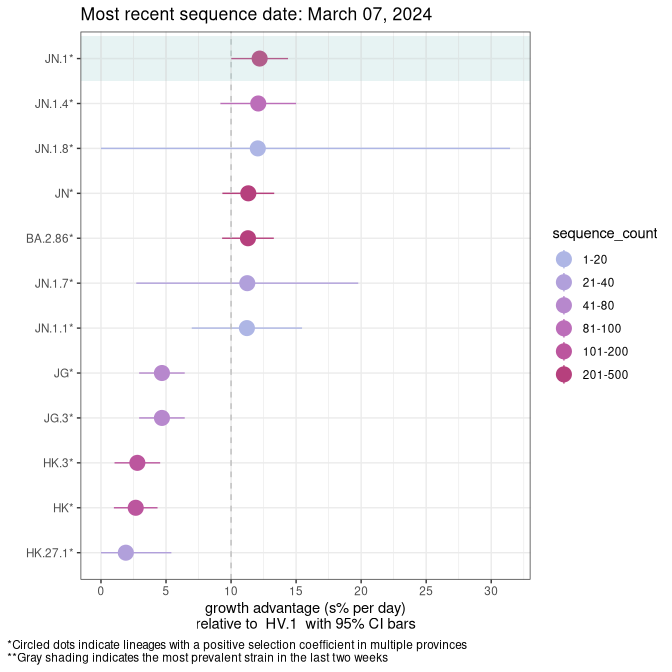 Most recent sequence date: March 07, 2024
JN.1*
JN.1.4*
JN.1.8*
JN*
BA.2.86*
JN.1.7*
JN.1.1*
JG*
JG.3*
HK.3*
HK*
HK.27.1*
0 5 10 15 20 25 30
growth advantage (s% per day)
relative to HV.1 with 95% CI bars
sequence_count
1-20
21-40
41-80
81-100
101-200
201-500
*Circled dots indicate lineages with a positive selection coefficient in multiple provinces
**Gray shading indicates the most prevalent strain in the last two weeks